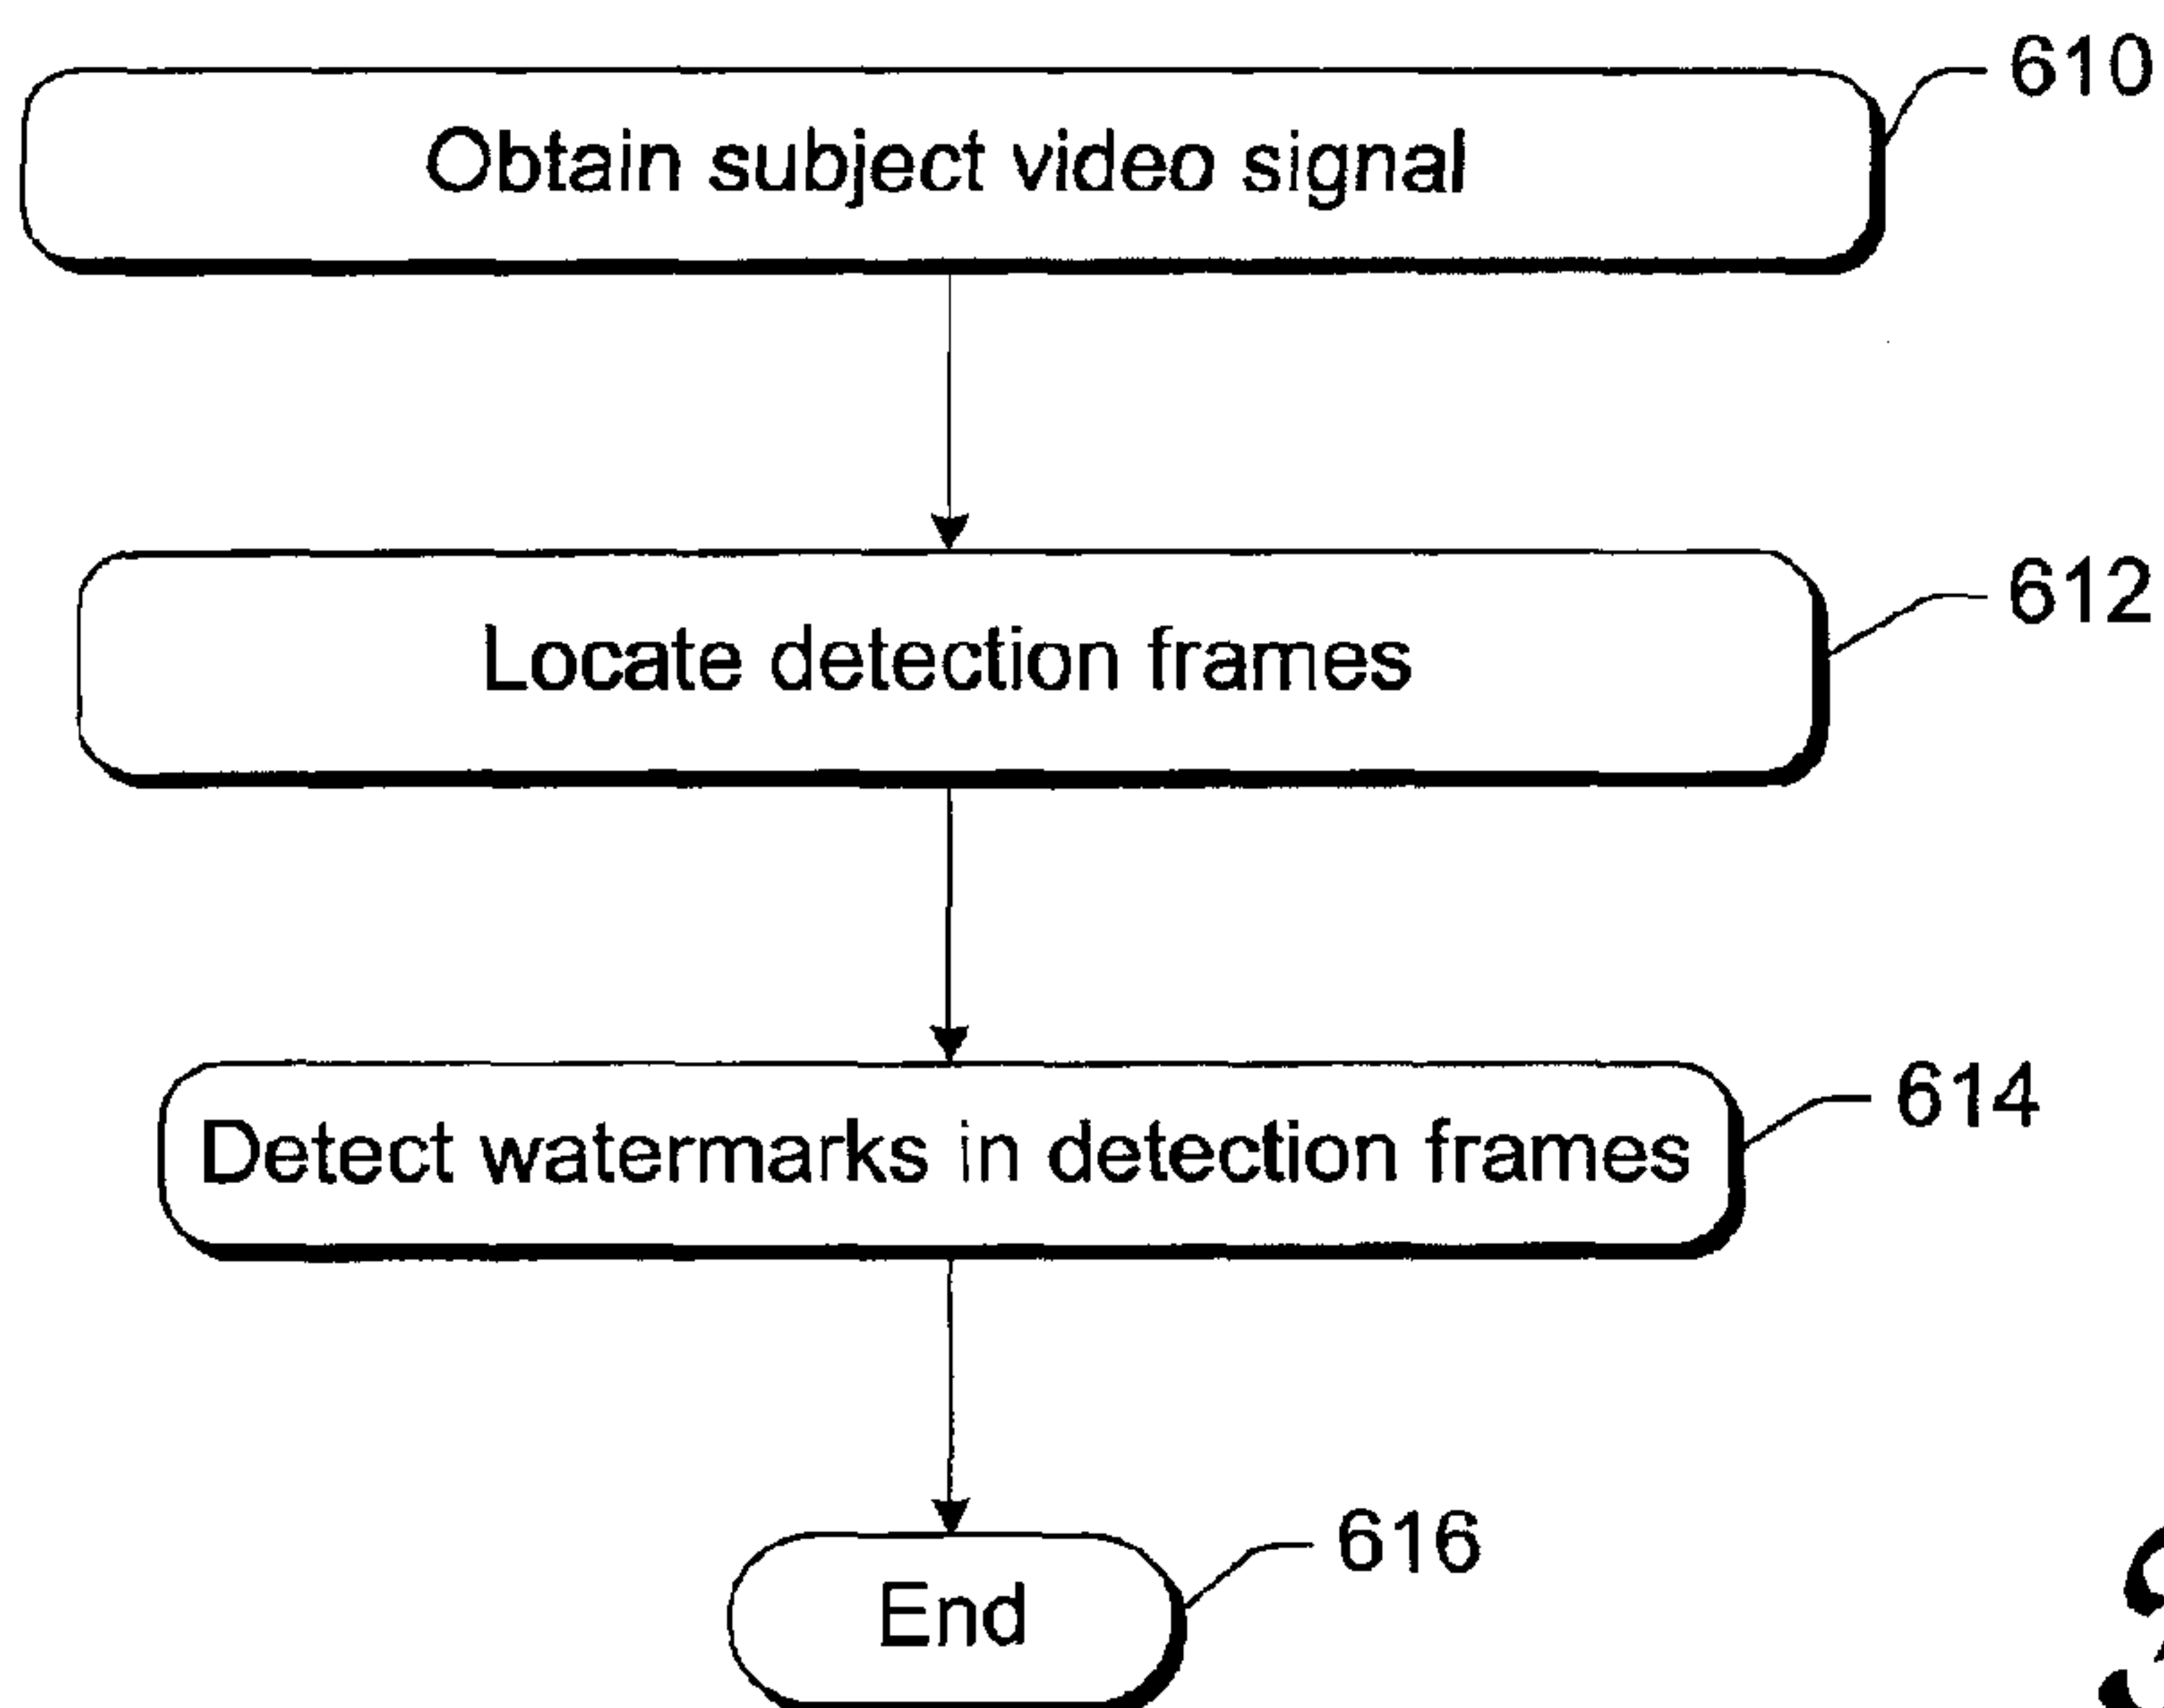 610
Obtain subject video signal
612
Locate detection frames
614
Detect watermarks in detection frames
616
End